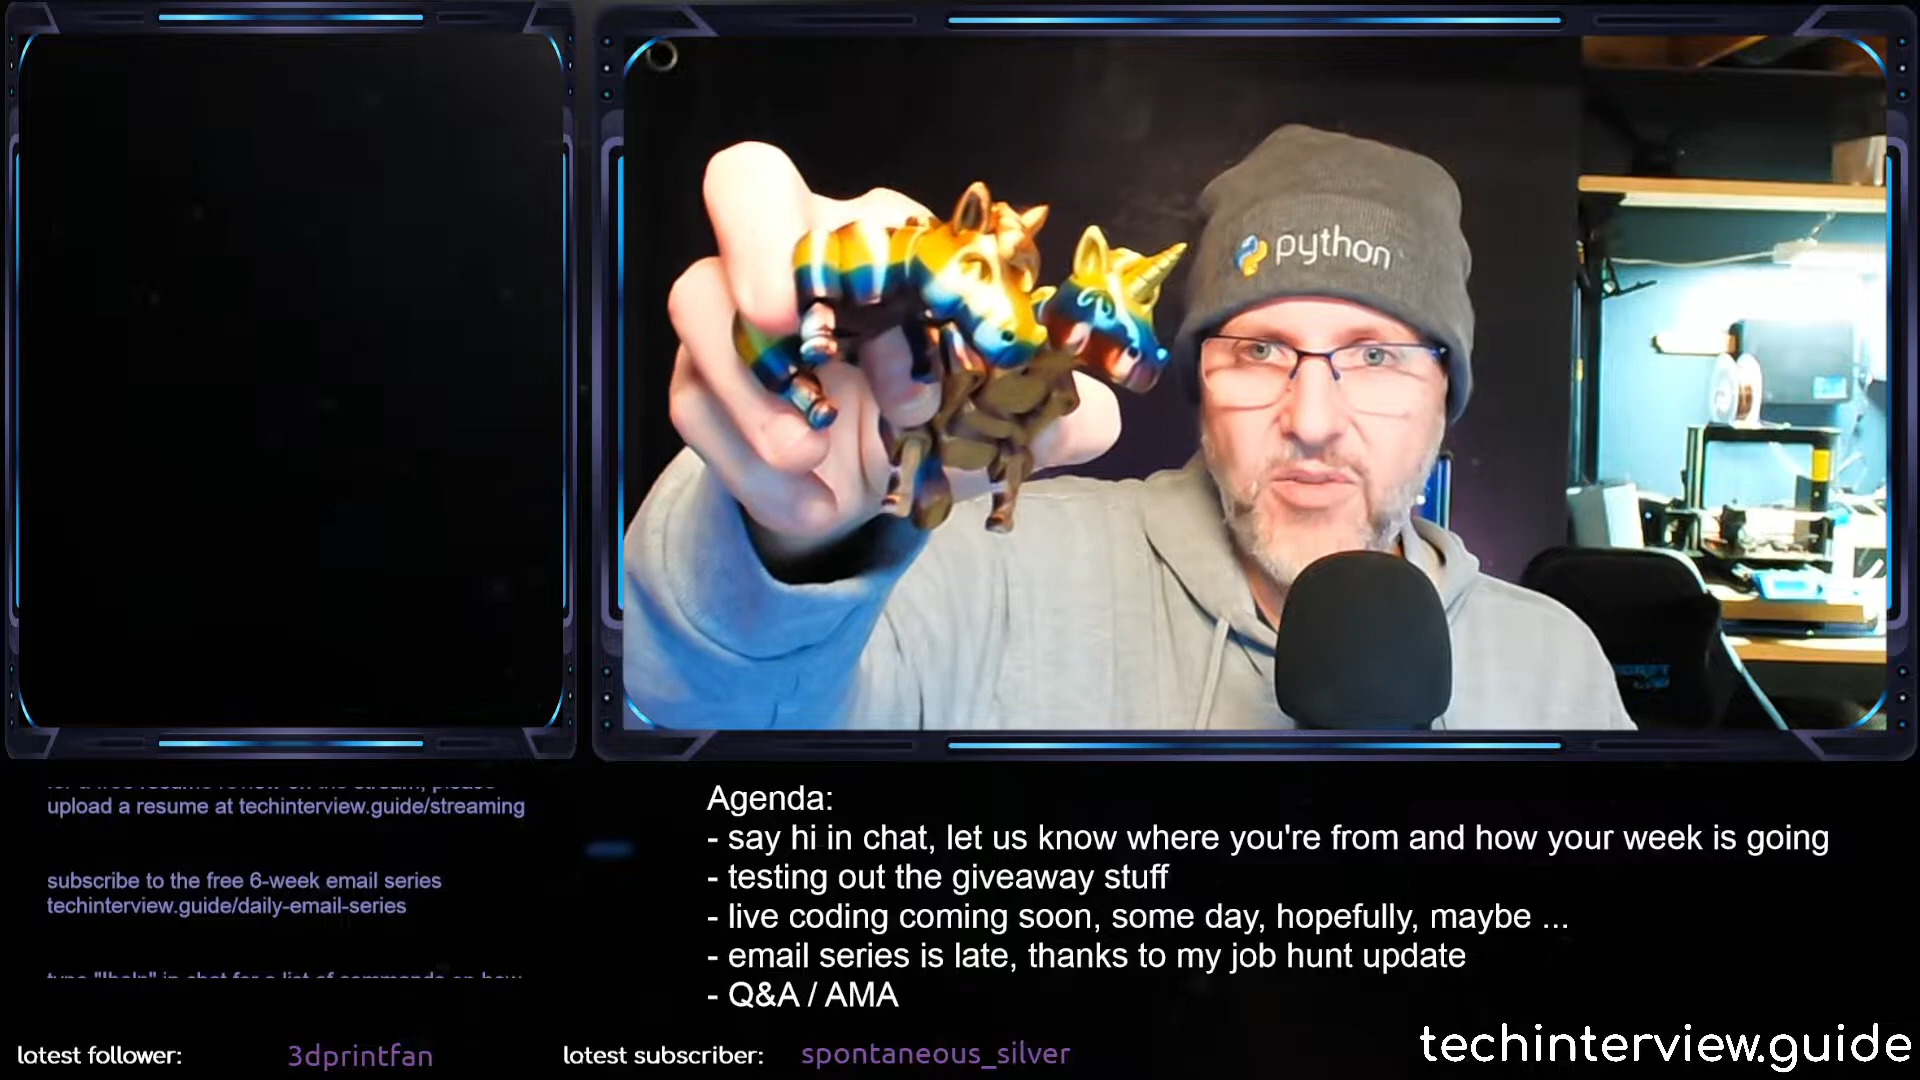 python
upload a resume at techinterview.guide/streaming
subscribe to the free 6-week email series
techinterview.guide/daily-email-series
Agenda:
- say hi in chat, let us know where you're from and how your week is going
- testing out the giveaway stuff
- live coding coming soon, some day, hopefully, maybe ...
- email series is late, thanks to my job hunt update
- Q&A / AMA
latest follower: 3dprintfan
latest subscriber: spontaneous_silver
techinterview.guide